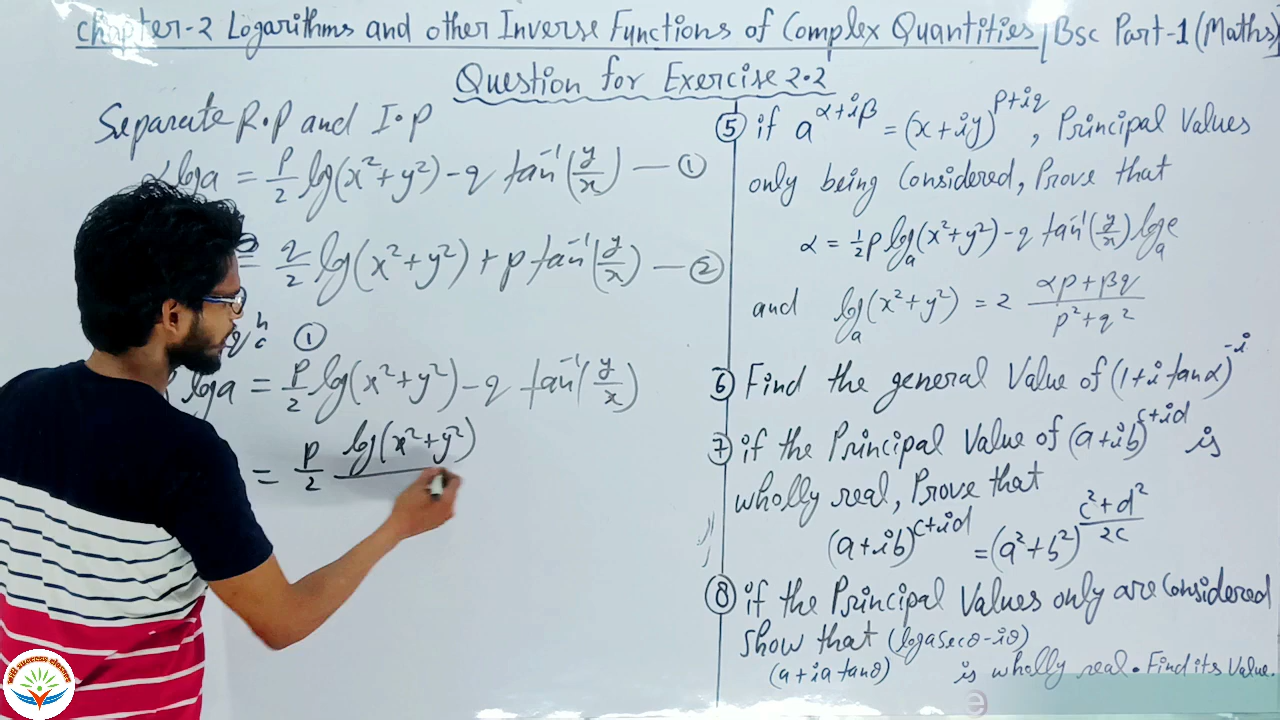 Chapter-2 Logarithms and other Inverse Functions of Complex Quantities / Bsc Part-1 (Maths)
Question for Exercise 2.2
Separate R.P and I.P
α log a = p/2 log(x²+y²) - q tan⁻¹(y/x) — ①
= q/2 log(x²+y²) + p tan⁻¹(y/x) — ②
①
log a = p/2 log(x²+y²) - q tan⁻¹(y/x)
= p/2 log(x²+y²)
⑤ if a^(α+iβ) = (x+iy)^(p+iq), Principal Values
only being Considered, Prove that
α = ½ p logₐ(x²+y²) - q tan⁻¹(y/x) logₐe
and logₐ(x²+y²) = 2 (αp+βq)/(p²+q²)
⑥ Find the general Value of (1+i tanα)^(-i)
⑦ if the Principal Value of (a+ib)^(c+id) is
wholly real, Prove that
(a+ib)^(c+id) = (a²+b²)^((c²+d²)/2c)
⑧ if the Principal Values only are Considered
Show that
(a+ia tanθ)^(log a secθ-iθ) is wholly real. Find its Value.
success classes
e